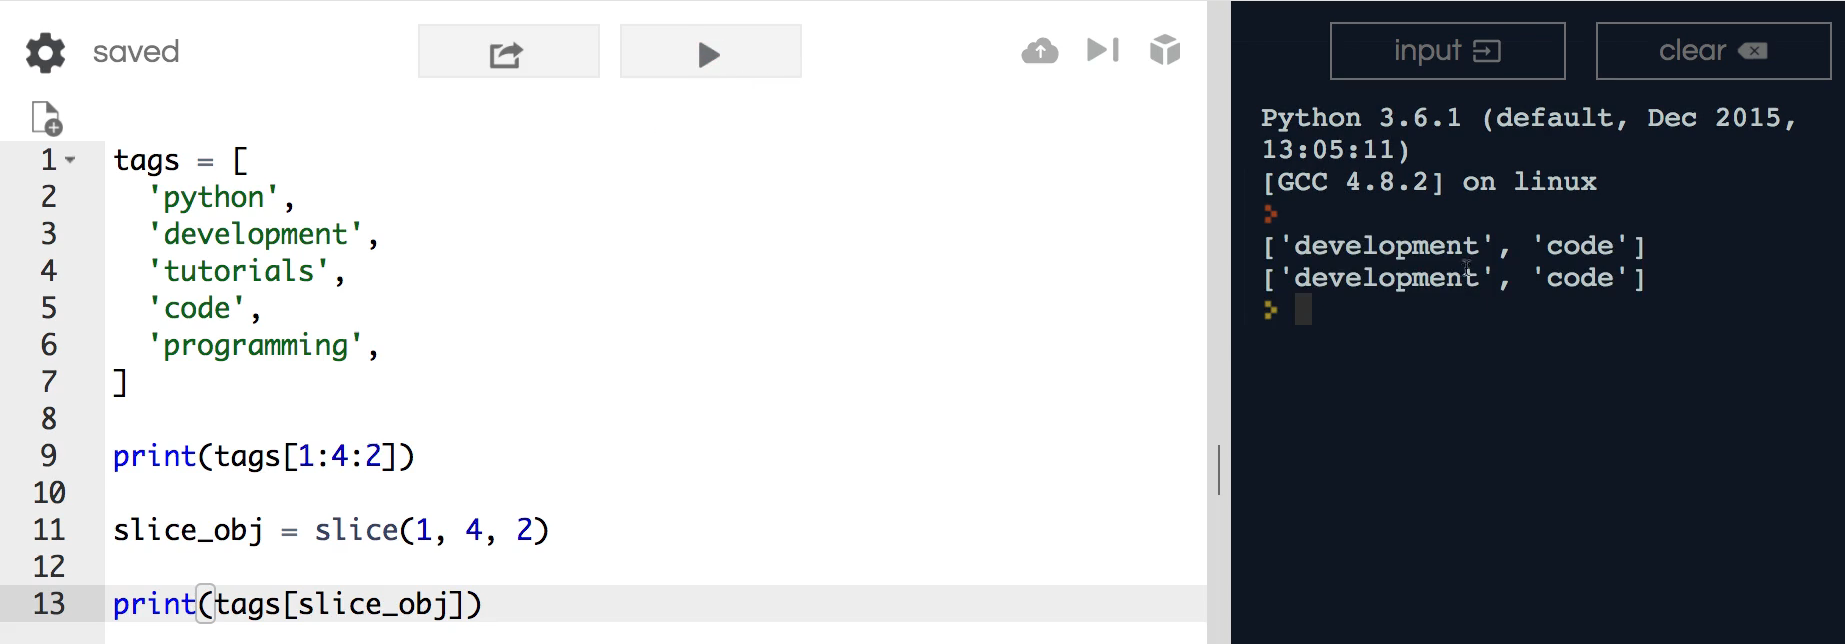 saved
input
clear
1 tags = [
2 'python',
3 'development',
4 'tutorials',
5 'code',
6 'programming',
7 ]
8
9 print(tags[1:4:2])
10
11 slice_obj = slice(1, 4, 2)
12
13 print(tags[slice_obj])
Python 3.6.1 (default, Dec 2015,
13:05:11)
[GCC 4.8.2] on linux
['development', 'code']
['development', 'code']